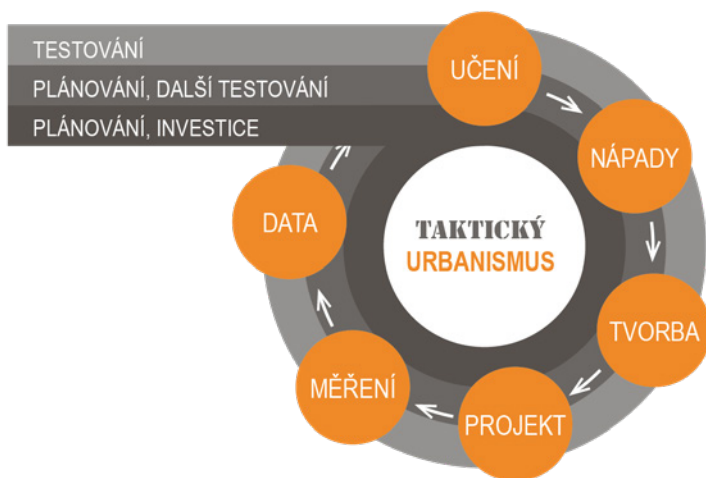 TESTOVÁNÍ
PLÁNOVÁNÍ, DALŠÍ TESTOVÁNÍ
PLÁNOVÁNÍ, INVESTICE
UČENÍ
NÁPADY
TVORBA
PROJEKT
MĚŘENÍ
DATA
TAKTICKÝ
URBANISMUS